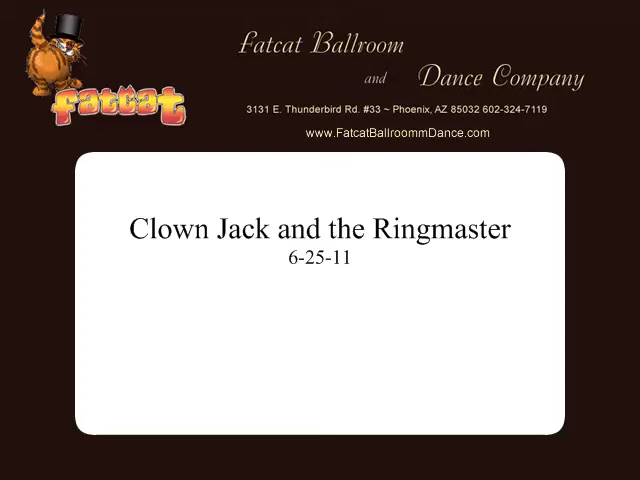 Fatcat Ballroom
and Dance Company
fatcat
3131 E. Thunderbird Rd. #33 ~ Phoenix, AZ 85032 602-324-7119
www.FatcatBallroommDance.com
Clown Jack and the Ringmaster
6-25-11